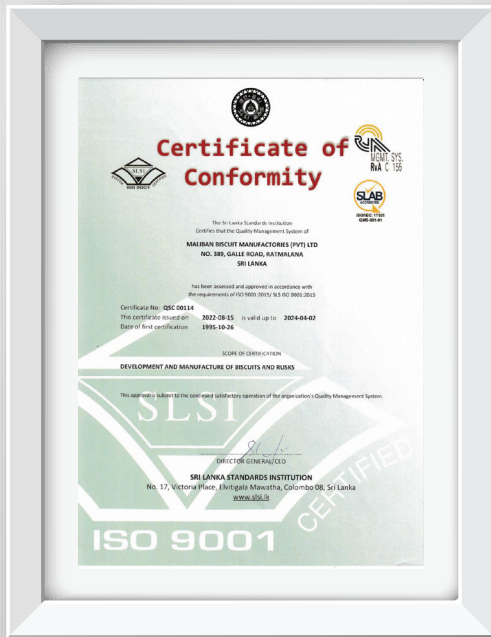 Certificate of
Conformity
SLSI
ISO 9001
MGMT. SYS.
RvA C 155
SLAB
ACCREDITED
ISO/IEC 17021
QMS-001-01
The Sri Lanka Standards Institution
Certifies that the Quality Management System of
MALIBAN BISCUIT MANUFACTORIES (PVT) LTD
NO. 389, GALLE ROAD, RATMALANA
SRI LANKA
has been assessed and approved in accordance with
the requirements of ISO 9001:2015/ SLS ISO 9001:2015
Certificate No: QSC 00114
This certificate issued on 2022-08-15 is valid up to 2024-04-02
Date of first certification 1995-10-26
SCOPE OF CERTIFICATION
DEVELOPMENT AND MANUFACTURE OF BISCUITS AND RUSKS
This approval is subject to the continued satisfactory operation of the organization's Quality Management System.
SLSI
DIRECTOR GENERAL/CEO
SRI LANKA STANDARDS INSTITUTION
No. 17, Victoria Place, Elvitigala Mawatha, Colombo 08, Sri Lanka
www.slsi.lk
CERTIFIED
ISO 9001